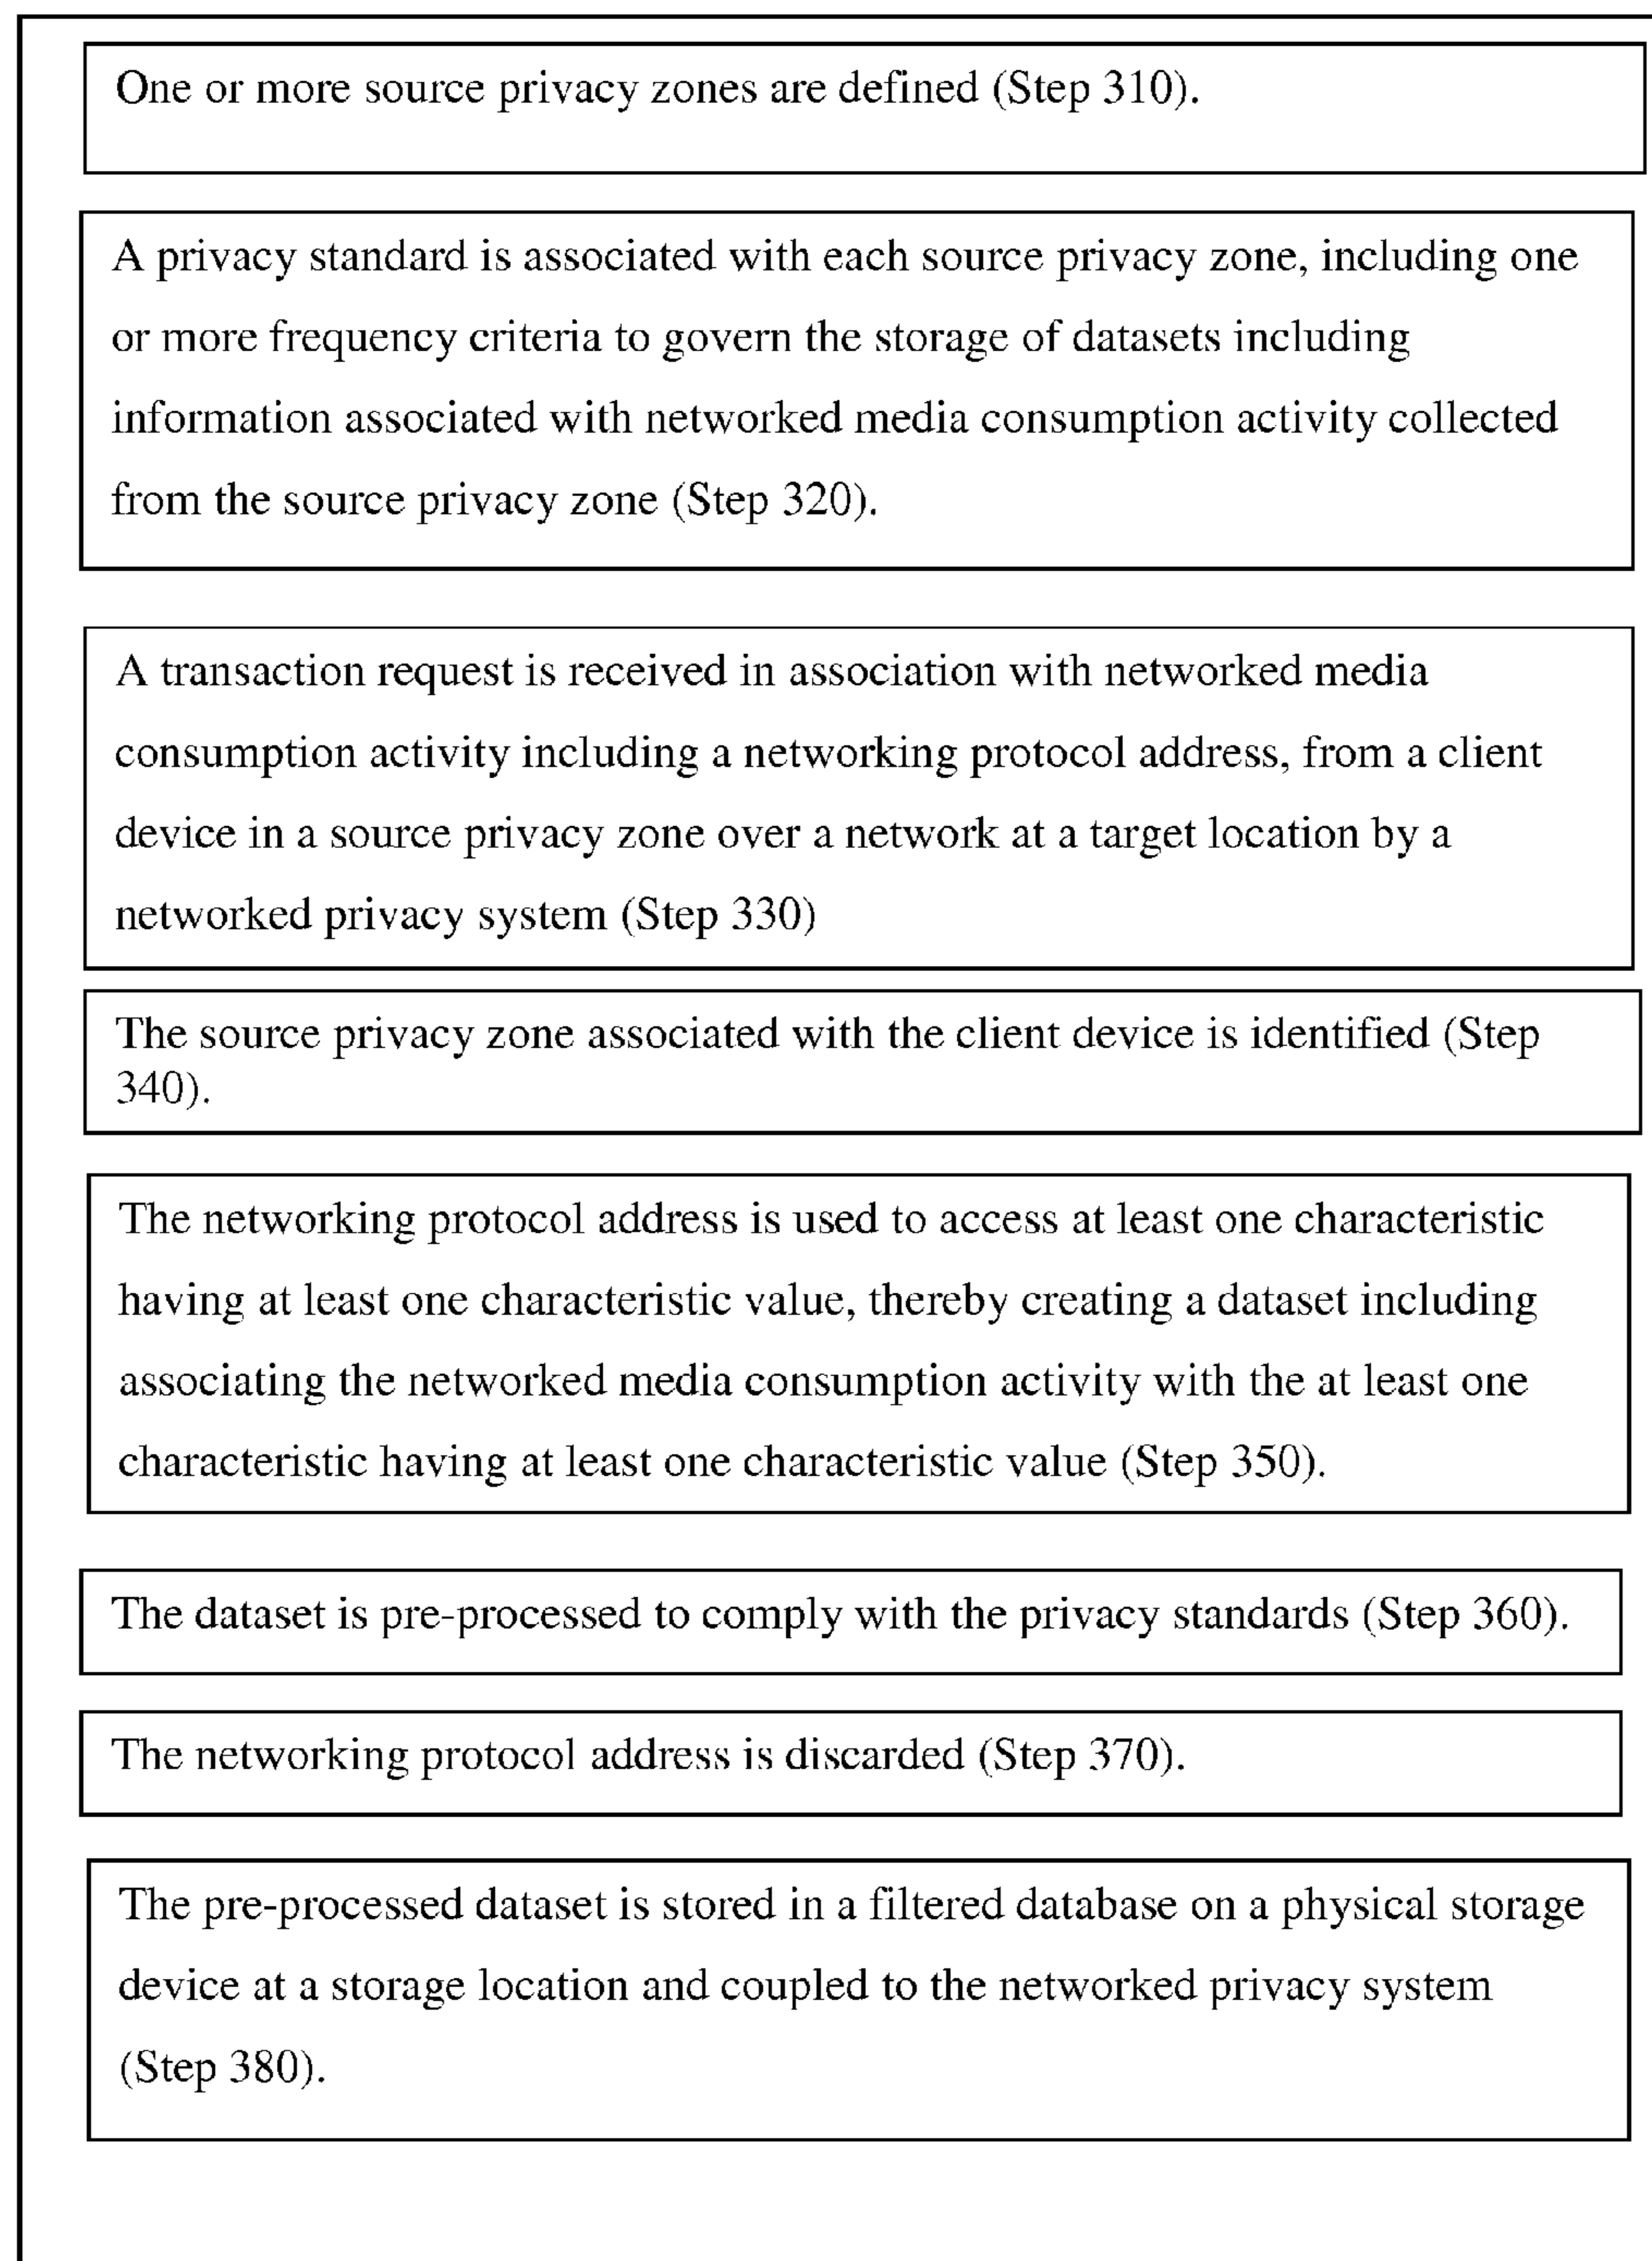 One or more source privacy zones are defined (Step 310).
A privacy standard is associated with each source privacy zone, including one
or more frequency criteria to govern the storage of datasets including
information associated with networked media consumption activity collected
from the source privacy zone (Step 320).
A transaction request is received in association with networked media
consumption activity including a networking protocol address, from a client
device in a source privacy zone over a network at a target location by a
networked privacy system (Step 330)
The source privacy zone associated with the client device is identified (Step
340).
The networking protocol address is used to access at least one characteristic
having at least one characteristic value, thereby creating a dataset including
associating the networked media consumption activity with the at least one
characteristic having at least one characteristic value (Step 350).
The dataset is pre-processed to comply with the privacy standards (Step 360).
The networking protocol address is discarded (Step 370).
The pre-processed dataset is stored in a filtered database on a physical storage
device at a storage location and coupled to the networked privacy system
(Step 380).